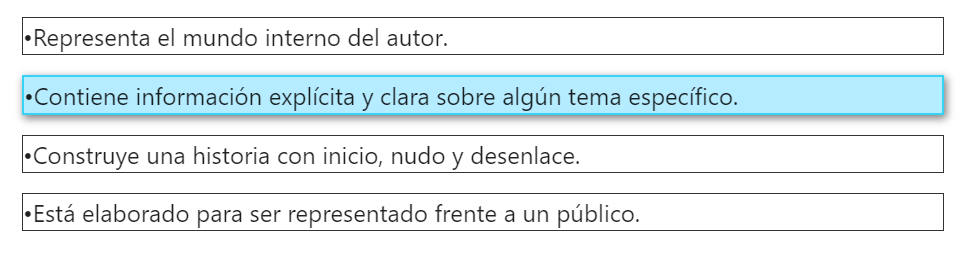 •Representa el mundo interno del autor.
•Contiene información explícita y clara sobre algún tema específico.
•Construye una historia con inicio, nudo y desenlace.
•Está elaborado para ser representado frente a un público.